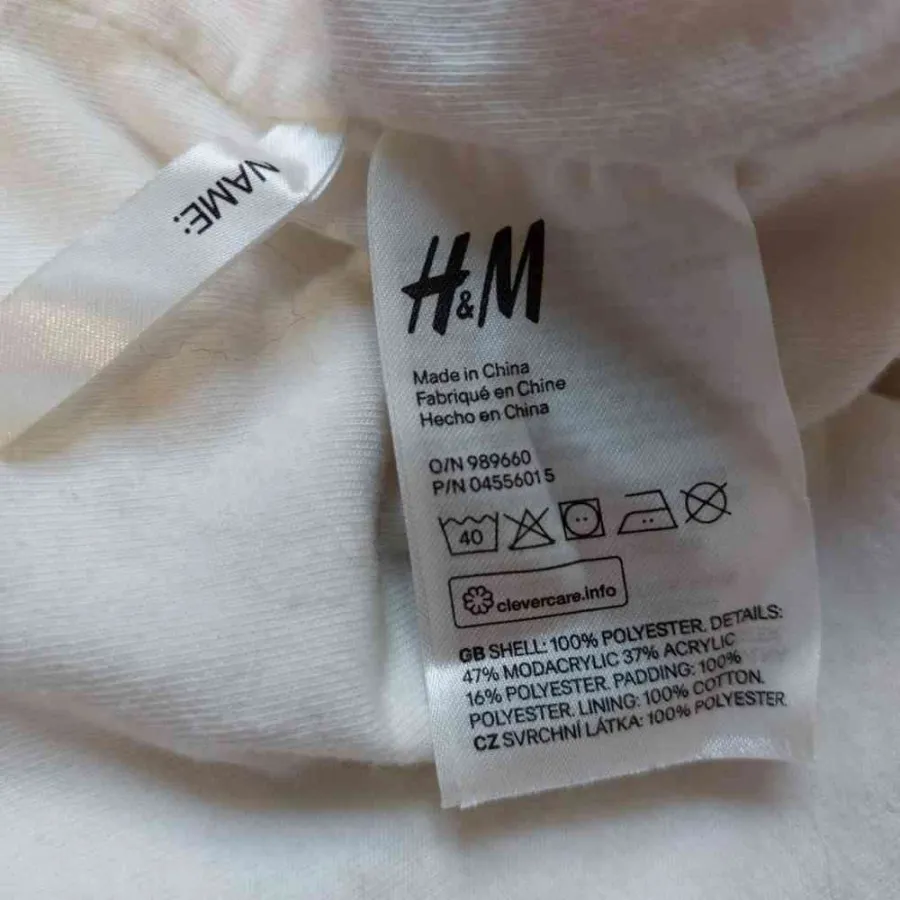 NAME:
H&M
Made in China
Fabriqué en Chine
Hecho en China
O/N 989660
P/N 04556015
40
clevercare.info
GB SHELL: 100% POLYESTER. DETAILS:
47% MODACRYLIC 37% ACRYLIC
16% POLYESTER. PADDING: 100%
POLYESTER. LINING: 100% COTTON.
CZ SVRCHNÍ LÁTKA: 100% POLYESTER.